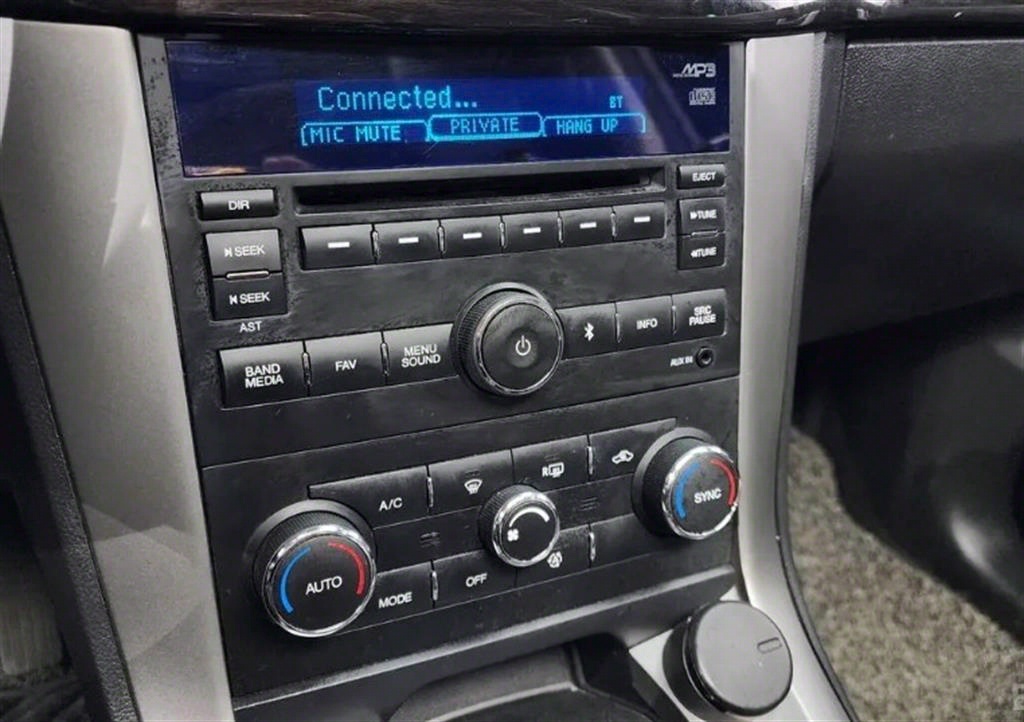 MP3
Connected...
BT
MIC MUTE PRIVATE HANG UP
DIR
EJECT
SEEK
TUNE
SEEK
TUNE
AST
BAND MEDIA
FAV
MENU SOUND
INFO
SRC PAUSE
AUX IN
A/C
R
AUTO
SYNC
MODE
OFF